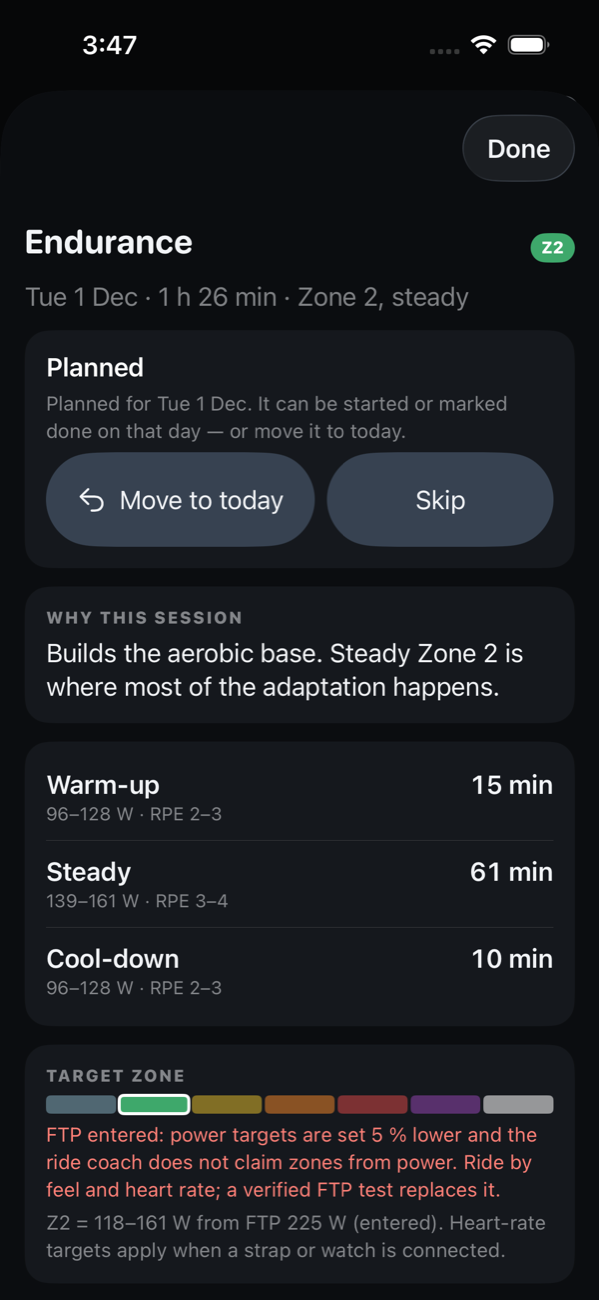 3:47
Done
Endurance
Z2
Tue 1 Dec · 1 h 26 min · Zone 2, steady
Planned
Planned for Tue 1 Dec. It can be started or marked
done on that day — or move it to today.
Move to today
Skip
WHY THIS SESSION
Builds the aerobic base. Steady Zone 2 is
where most of the adaptation happens.
Warm-up
15 min
96–128 W · RPE 2–3
Steady
61 min
139–161 W · RPE 3–4
Cool-down
10 min
96–128 W · RPE 2–3
TARGET ZONE
FTP entered: power targets are set 5 % lower and the
ride coach does not claim zones from power. Ride by
feel and heart rate; a verified FTP test replaces it.
Z2 = 118–161 W from FTP 225 W (entered). Heart-rate
targets apply when a strap or watch is connected.